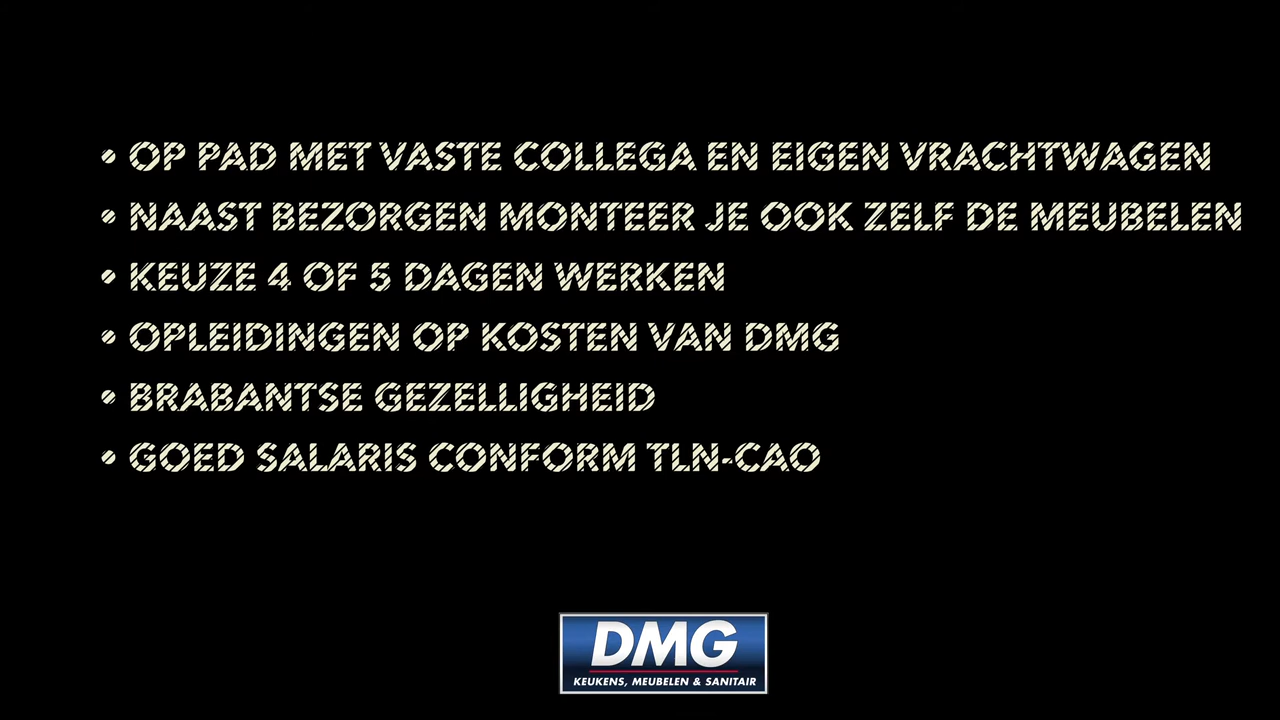 • OP PAD MET VASTE COLLEGA EN EIGEN VRACHTWAGEN
• NAAST BEZORGEN MONTEER JE OOK ZELF DE MEUBELEN
• KEUZE 4 OF 5 DAGEN WERKEN
• OPLEIDINGEN OP KOSTEN VAN DMG
• BRABANTSE GEZELLIGHEID
• GOED SALARIS CONFORM TLN-CAO
DMG
KEUKENS, MEUBELEN & SANITAIR